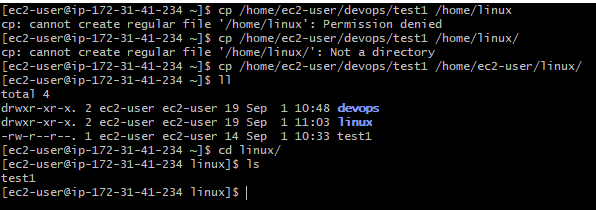 [ec2-user@ip-172-31-41-234 ~]$ cp /home/ec2-user/devops/test1 /home/linux
cp: cannot create regular file '/home/linux': Permission denied
[ec2-user@ip-172-31-41-234 ~]$ cp /home/ec2-user/devops/test1 /home/linux/
cp: cannot create regular file '/home/linux/': Not a directory
[ec2-user@ip-172-31-41-234 ~]$ cp /home/ec2-user/devops/test1 /home/ec2-user/linux/
[ec2-user@ip-172-31-41-234 ~]$ ll
total 4
drwxr-xr-x. 2 ec2-user ec2-user 19 Sep  1 10:48 devops
drwxr-xr-x. 2 ec2-user ec2-user 19 Sep  1 11:03 linux
-rw-r--r--. 1 ec2-user ec2-user 14 Sep  1 10:33 test1
[ec2-user@ip-172-31-41-234 ~]$ cd linux/
[ec2-user@ip-172-31-41-234 linux]$ ls
test1
[ec2-user@ip-172-31-41-234 linux]$